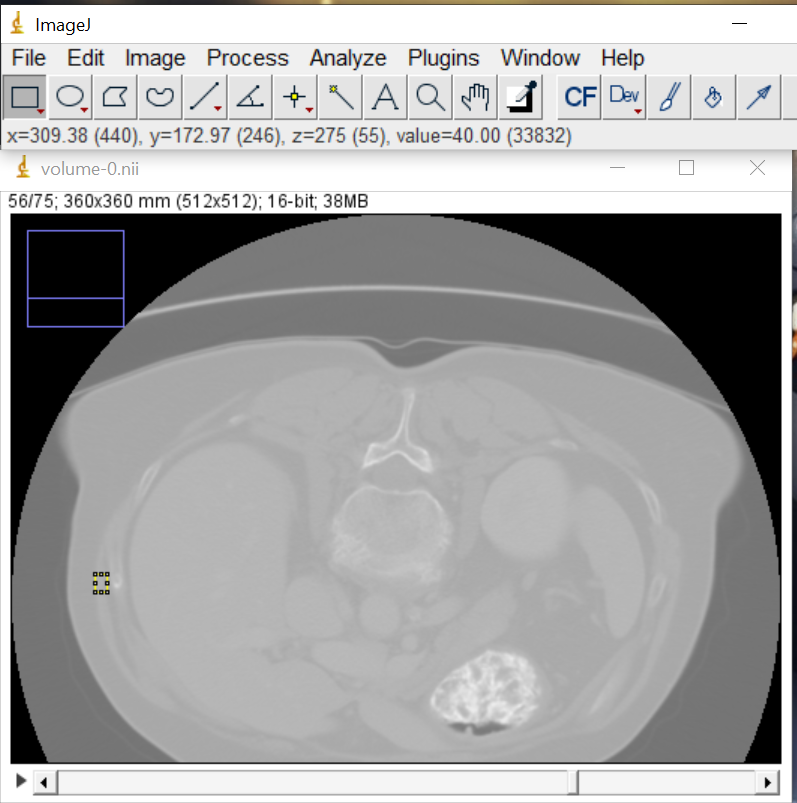 ImageJ
File Edit Image Process Analyze Plugins Window Help
A CF Dev
x=309.38 (440), y=172.97 (246), z=275 (55), value=40.00 (33832)
volume-0.nii
56/75; 360x360 mm (512x512); 16-bit; 38MB